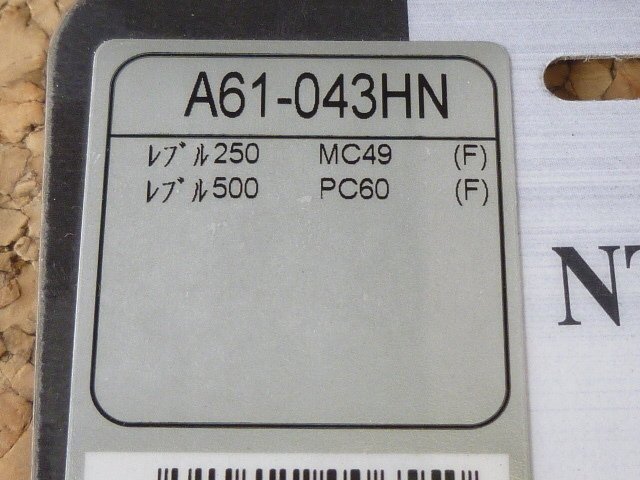 A61-043HN
ﾚﾌﾞﾙ250 MC49 (F)
ﾚﾌﾞﾙ500 PC60 (F)